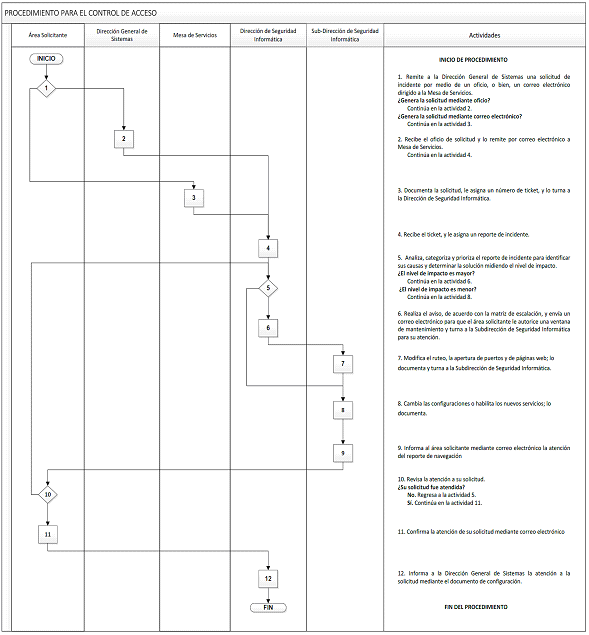 PROCEDIMIENTO PARA EL CONTROL DE ACCESO
Área Solicitante
Dirección General de
Sistemas
Mesa de Servicios
Dirección de Seguridad
Informática
Sub-Dirección de Seguridad
Informática
Actividades
INICIO
1
2
3
4
5
6
7
8
9
10
11
12
FIN
INICIO DE PROCEDIMIENTO
1. Remite a la Dirección General de Sistemas una solicitud de
incidente por medio de un oficio, o bien, un correo electrónico
dirigido a la Mesa de Servicios.
¿Genera la solicitud mediante oficio?
Continúa en la actividad 2.
¿Genera la solicitud mediante correo electrónico?
Continúa en la actividad 3.
2. Recibe el oficio de solicitud y lo remite por correo electrónico a
Mesa de Servicios.
Continúa en la actividad 4.
3. Documenta la solicitud, le asigna un número de ticket, y lo turna a
la Dirección de Seguridad Informática.
4. Recibe el ticket, y le asigna un reporte de incidente.
5. Analiza, categoriza y prioriza el reporte de incidente para identificar
sus causas y determinar la solución midiendo el nivel de impacto.
¿El nivel de impacto es mayor?
Continúa en la actividad 6.
¿El nivel de impacto es menor?
Continúa en la actividad 8.
6. Realiza el aviso, de acuerdo con la matriz de escalación, y envía un
correo electrónico para que el área solicitante le autorice una ventana
de mantenimiento y turna a la Subdirección de Seguridad Informática
para su atención.
7. Modifica el ruteo, la apertura de puertos y de páginas web; lo
documenta y turna a la Subdirección de Seguridad Informática.
8. Cambia las configuraciones o habilita los nuevos servicios; lo
documenta.
9. Informa al área solicitante mediante correo electrónico la atención
del reporte de navegación
10. Revisa la atención a su solicitud.
¿Su solicitud fue atendida?
No. Regresa a la actividad 5.
Sí. Continúa en la actividad 11.
11. Confirma la atención de su solicitud mediante correo electrónico
12. Informa a la Dirección General de Sistemas la atención a la
solicitud mediante el documento de configuración.
FIN DEL PROCEDIMIENTO